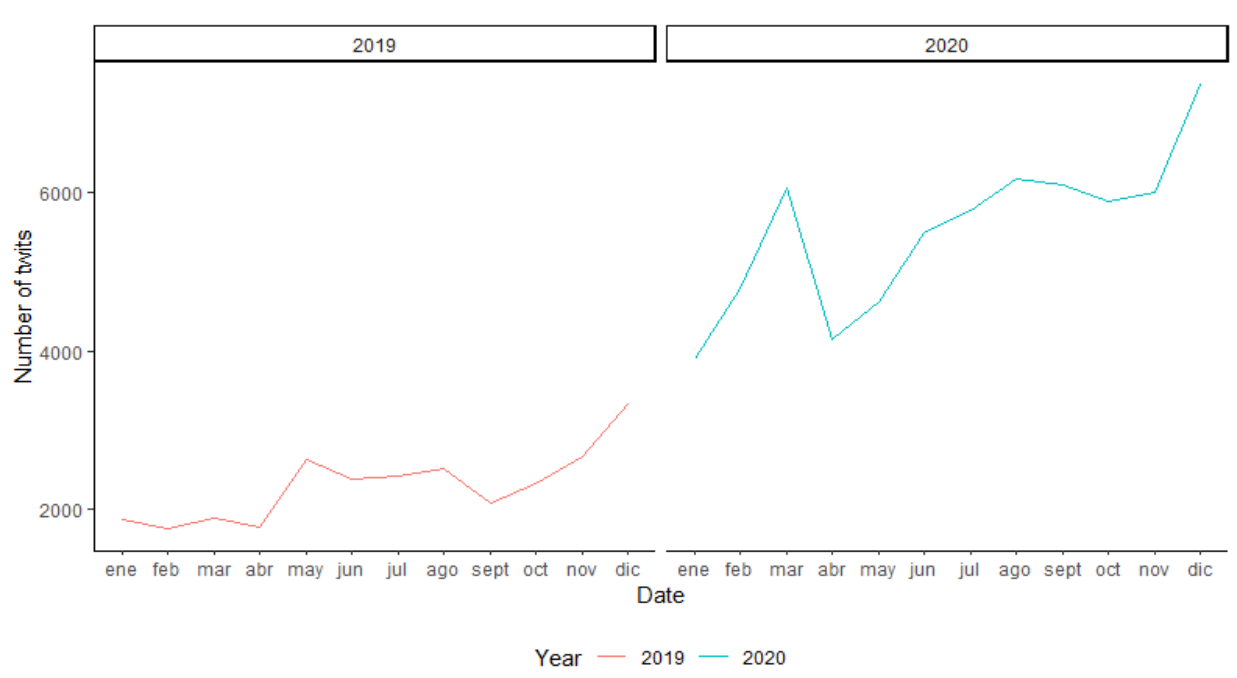 2019 2020
6000
4000
2000
Number of twits
ene feb mar abr may jun jul ago sept oct nov dic ene feb mar abr may jun jul ago sept oct nov dic
Date
Year 2019 2020